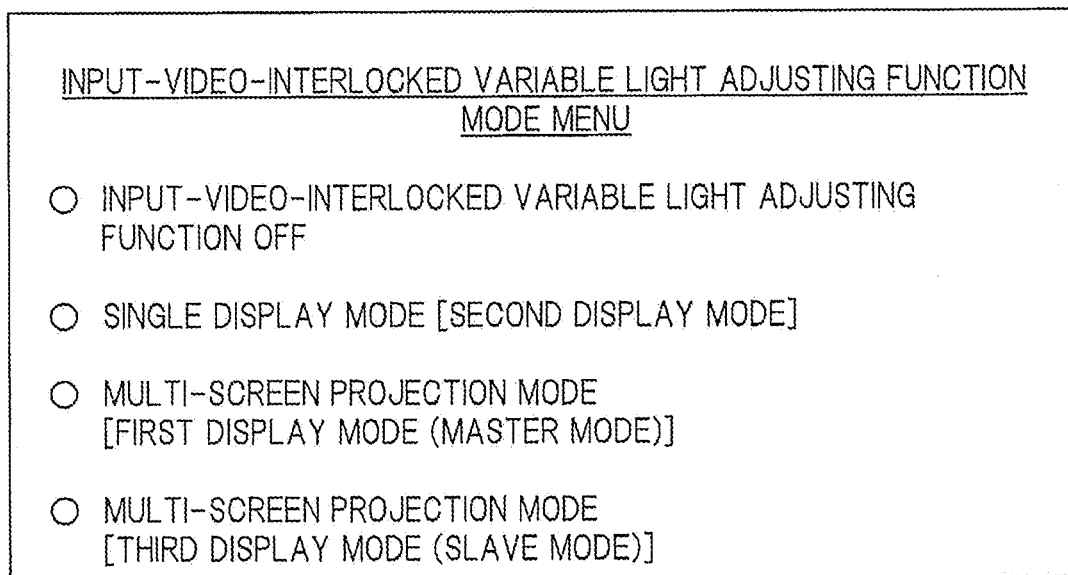 INPUT-VIDEO-INTERLOCKED VARIABLE LIGHT ADJUSTING FUNCTION
MODE MENU
INPUT-VIDEO-INTERLOCKED VARIABLE LIGHT ADJUSTING
FUNCTION OFF
SINGLE DISPLAY MODE [SECOND DISPLAY MODE]
MULTI-SCREEN PROJECTION MODE
[FIRST DISPLAY MODE (MASTER MODE)]
MULTI-SCREEN PROJECTION MODE
[THIRD DISPLAY MODE (SLAVE MODE)]